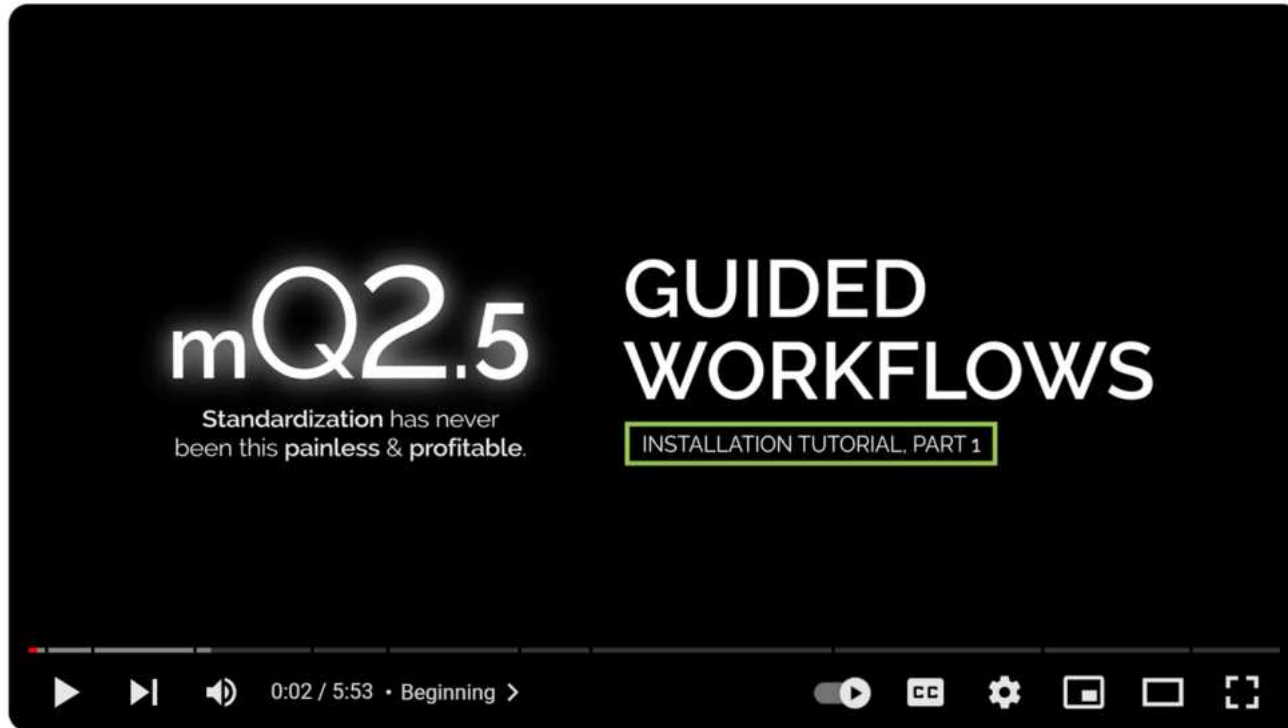 mQ2.5
Standardization has never
been this painless & profitable.
GUIDED
WORKFLOWS
INSTALLATION TUTORIAL, PART 1
0:02 / 5:53 • Beginning >
CC